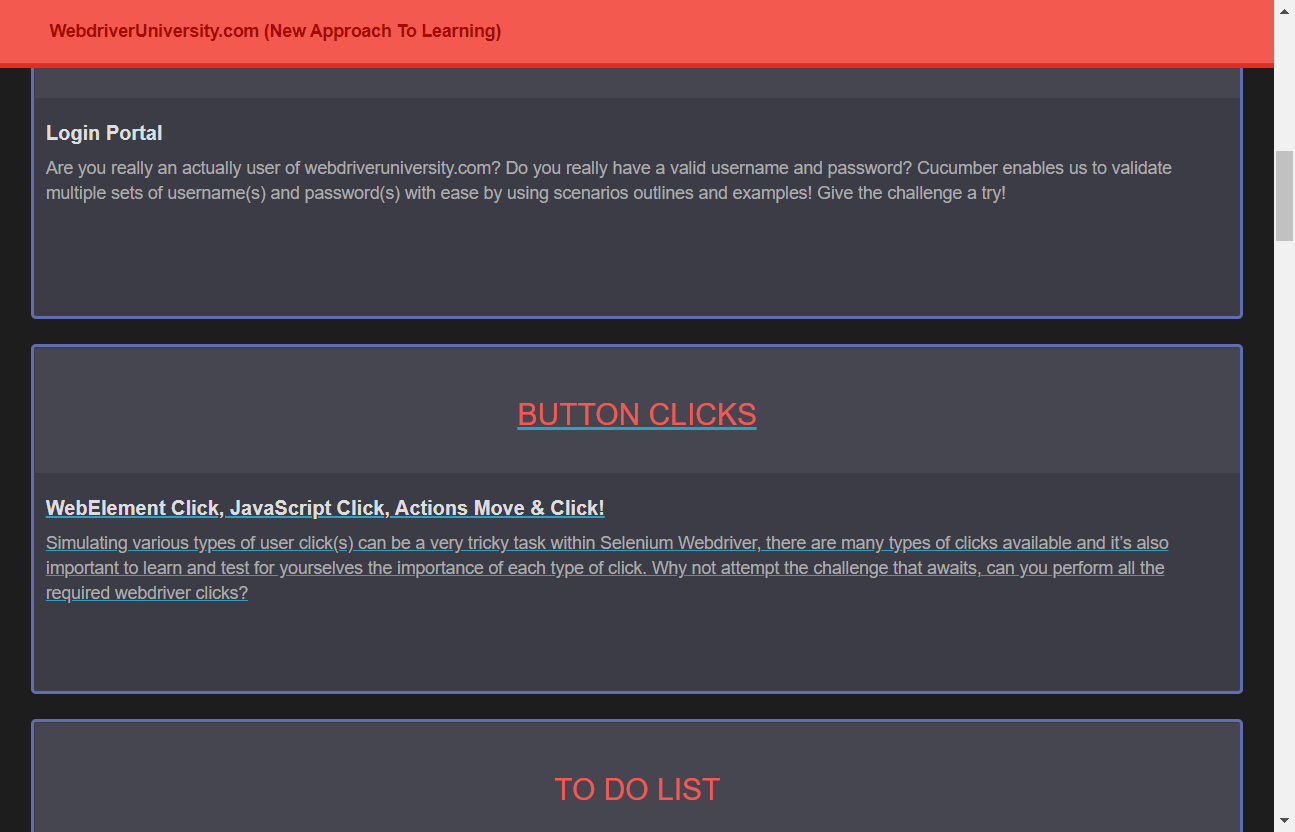 WebdriverUniversity.com (New Approach To Learning)
Login Portal
Are you really an actually user of webdriveruniversity.com? Do you really have a valid username and password? Cucumber enables us to validate
multiple sets of username(s) and password(s) with ease by using scenarios outlines and examples! Give the challenge a try!
BUTTON CLICKS
WebElement Click, JavaScript Click, Actions Move & Click!
Simulating various types of user click(s) can be a very tricky task within Selenium Webdriver, there are many types of clicks available and it’s also
important to learn and test for yourselves the importance of each type of click. Why not attempt the challenge that awaits, can you perform all the
required webdriver clicks?
TO DO LIST